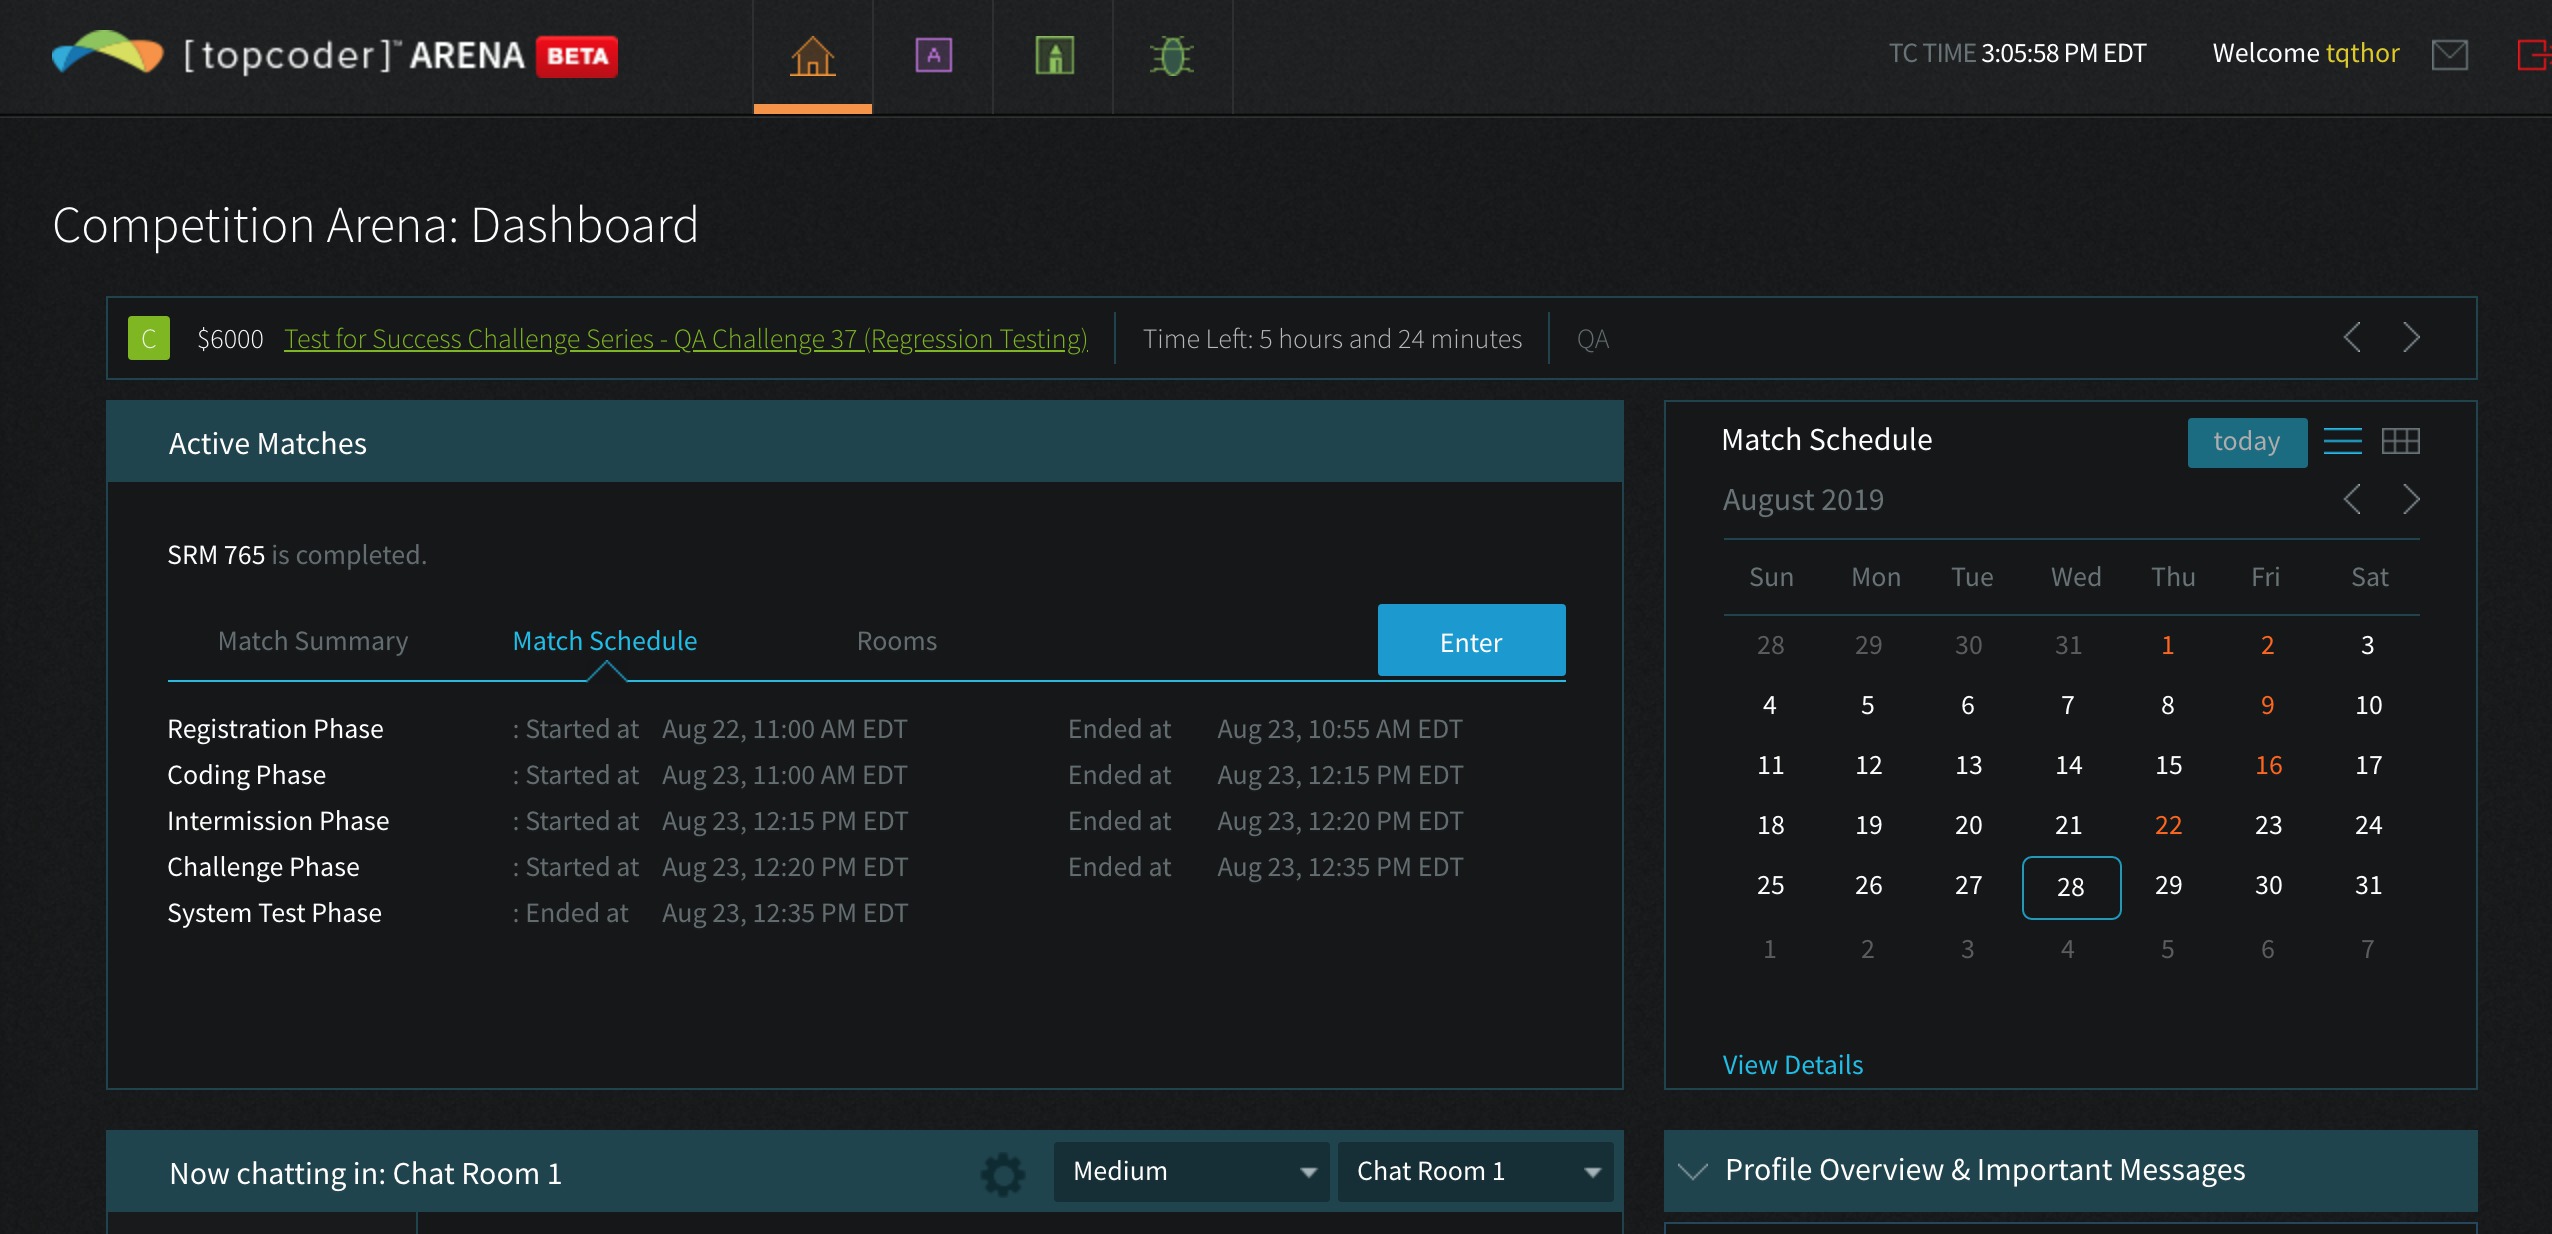 [topcoder]™ ARENA BETA
A
TC TIME 3:05:58 PM EDT Welcome tqthor
Competition Arena: Dashboard
C $6000 Test for Success Challenge Series - QA Challenge 37 (Regression Testing) Time Left: 5 hours and 24 minutes QA
Active Matches
SRM 765 is completed.
Match Summary Match Schedule Rooms Enter
Registration Phase : Started at Aug 22, 11:00 AM EDT Ended at Aug 23, 10:55 AM EDT
Coding Phase : Started at Aug 23, 11:00 AM EDT Ended at Aug 23, 12:15 PM EDT
Intermission Phase : Started at Aug 23, 12:15 PM EDT Ended at Aug 23, 12:20 PM EDT
Challenge Phase : Started at Aug 23, 12:20 PM EDT Ended at Aug 23, 12:35 PM EDT
System Test Phase : Ended at Aug 23, 12:35 PM EDT
Match Schedule today
August 2019
Sun Mon Tue Wed Thu Fri Sat
28 29 30 31 1 2 3
4 5 6 7 8 9 10
11 12 13 14 15 16 17
18 19 20 21 22 23 24
25 26 27 28 29 30 31
1 2 3 4 5 6 7
View Details
Now chatting in: Chat Room 1 Medium Chat Room 1
Profile Overview & Important Messages